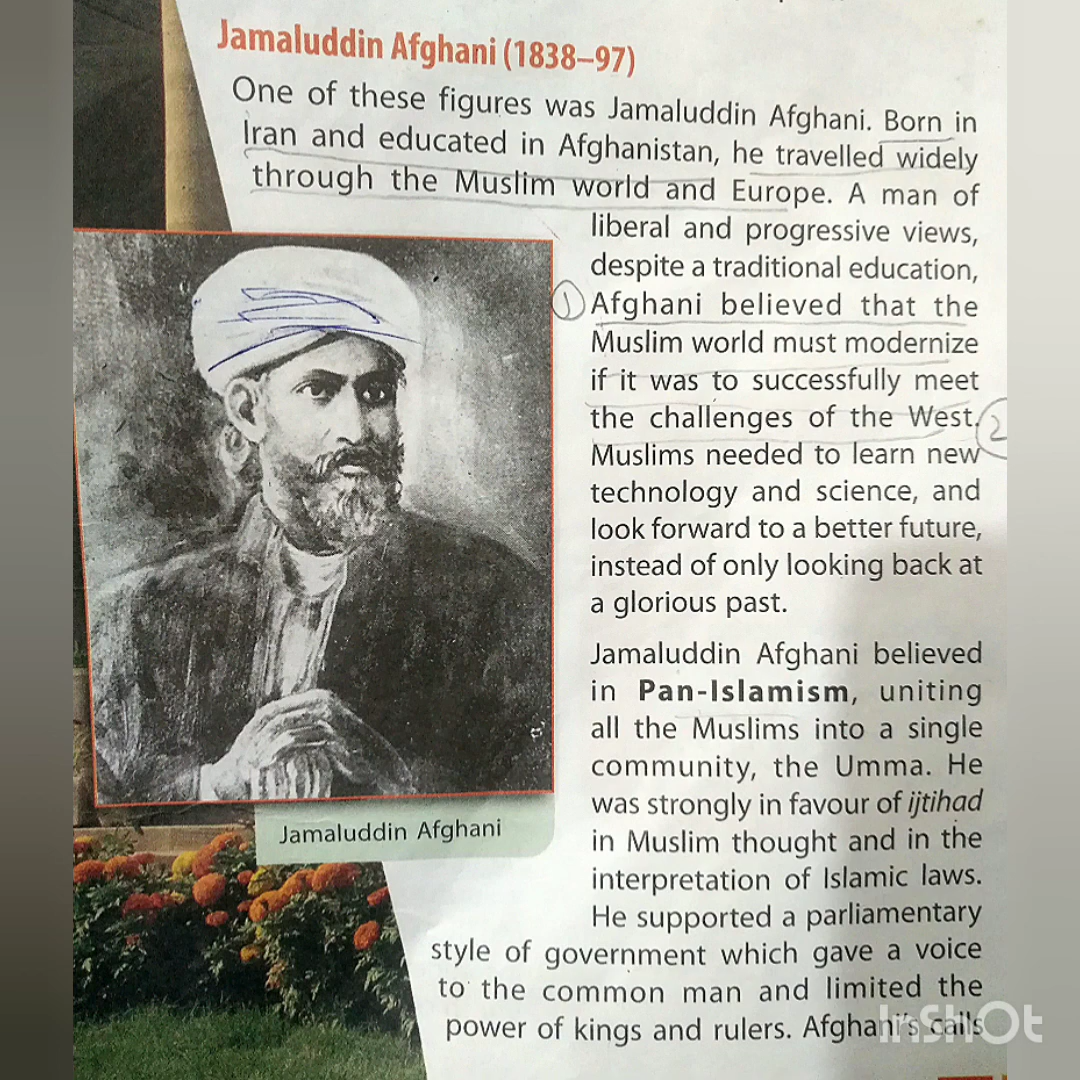 Jamaluddin Afghani (1838–97)
One of these figures was Jamaluddin Afghani. Born in
Iran and educated in Afghanistan, he travelled widely
through the Muslim world and Europe. A man of
liberal and progressive views,
despite a traditional education,
1
Afghani believed that the
Muslim world must modernize
if it was to successfully meet
the challenges of the West.
2
Muslims needed to learn new
technology and science, and
look forward to a better future,
instead of only looking back at
a glorious past.
Jamaluddin Afghani believed
in Pan-Islamism, uniting
all the Muslims into a single
community, the Umma. He
was strongly in favour of ijtihad
in Muslim thought and in the
interpretation of Islamic laws.
He supported a parliamentary
style of government which gave a voice
to the common man and limited the
power of kings and rulers. Afghani's calls
Jamaluddin Afghani
InShOt